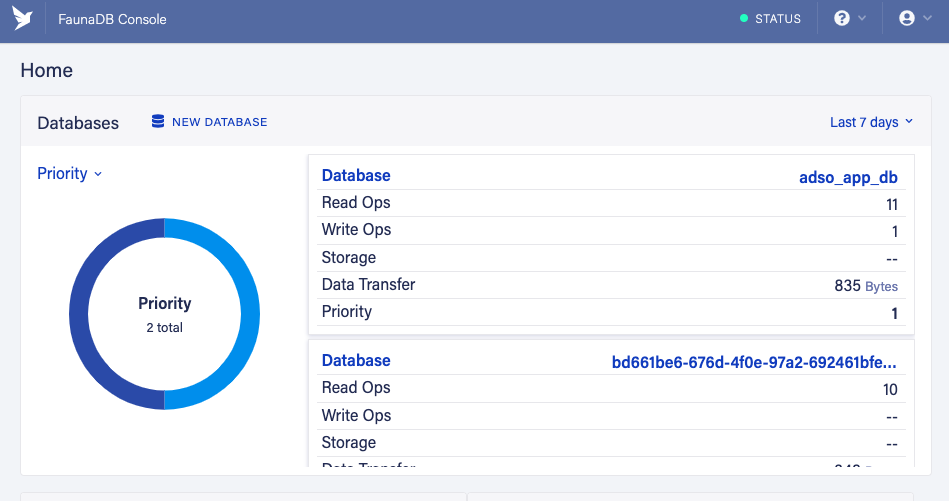 FaunaDB Console
STATUS
Home
Databases
NEW DATABASE
Last 7 days
Priority
Priority
2 total
Database adso_app_db
Read Ops 11
Write Ops 1
Storage --
Data Transfer 835 Bytes
Priority 1
Database bd661be6-676d-4f0e-97a2-692461bfe...
Read Ops 10
Write Ops --
Storage --
Data Transfer